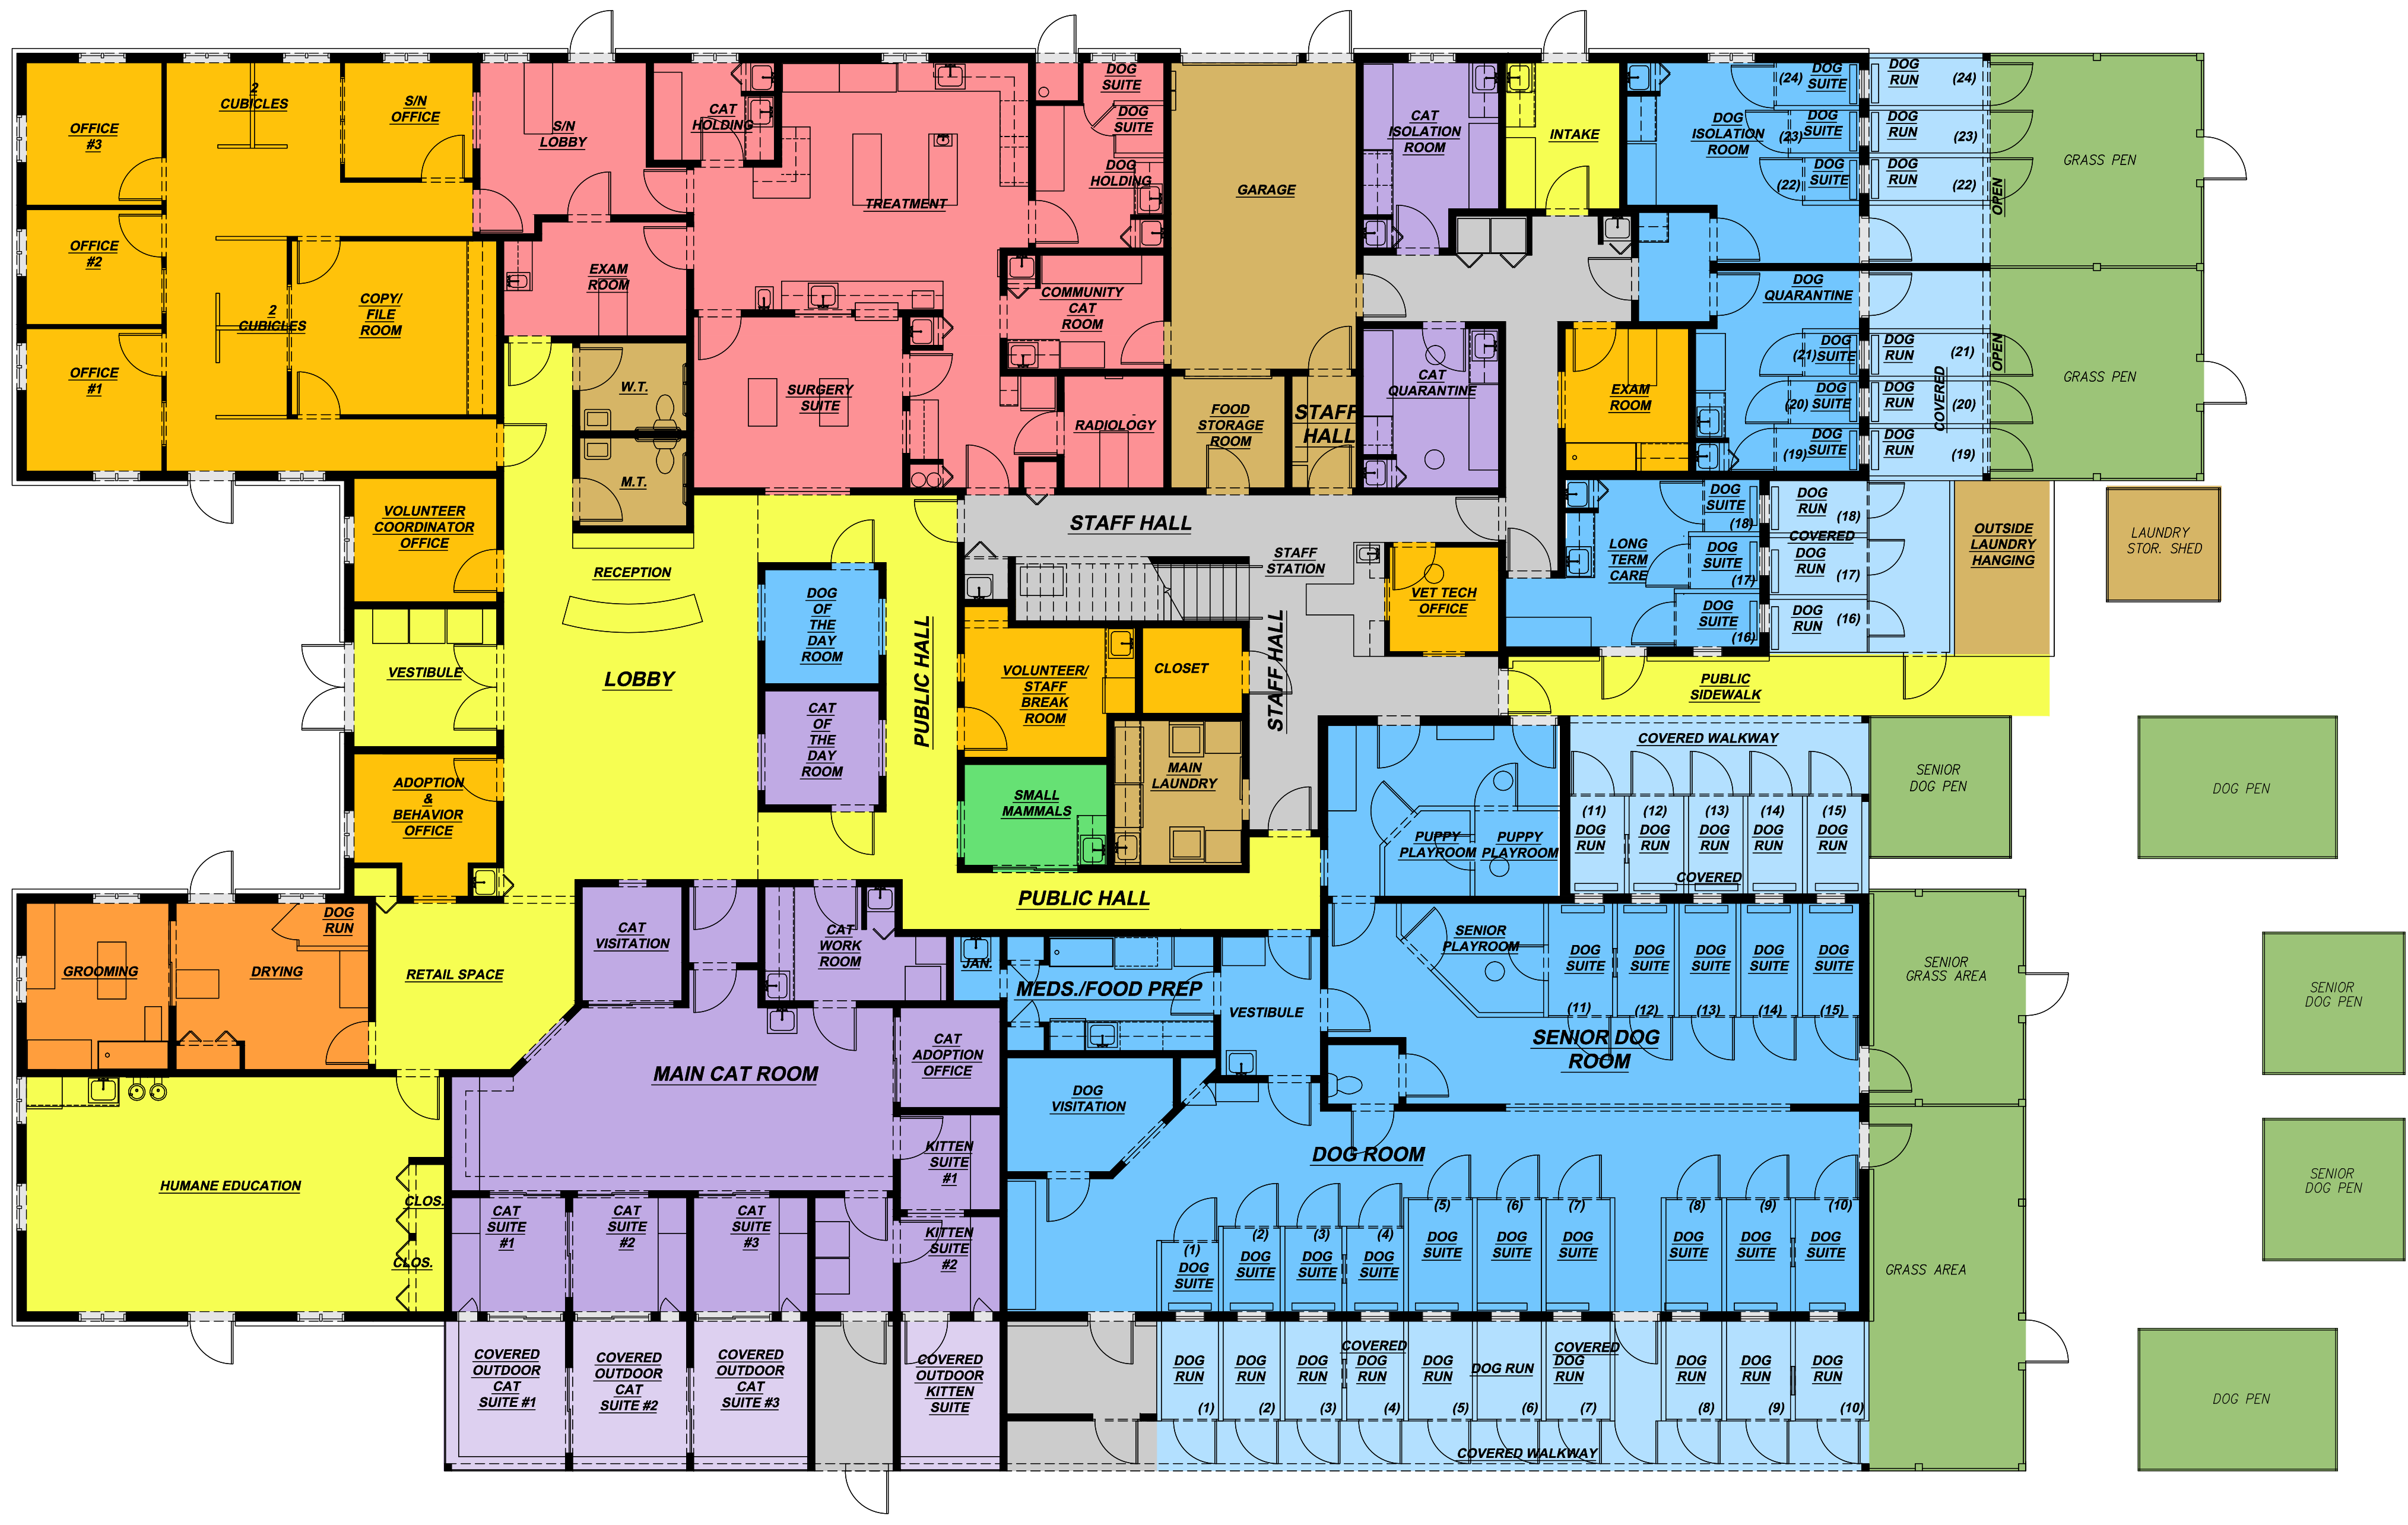 OFFICE
#3
2
CUBICLES
S/N
OFFICE
OFFICE
#2
2
CUBICLES
COPY/
FILE
ROOM
OFFICE
#1
S/N
LOBBY
CAT
HOLDING
TREATMENT
DOG
SUITE
DOG
SUITE
DOG
HOLDING
EXAM
ROOM
COMMUNITY
CAT
ROOM
SURGERY
SUITE
RADIOLOGY
W.T.
M.T.
GARAGE
FOOD
STORAGE
ROOM
STAFF
HALL
CAT
ISOLATION
ROOM
INTAKE
CAT
QUARANTINE
EXAM
ROOM
DOG
ISOLATION
ROOM
(24)
DOG
SUITE
DOG
RUN
(24)
(23)
DOG
SUITE
DOG
RUN
(23)
(22)
DOG
SUITE
DOG
RUN
(22)
OPEN
GRASS PEN
DOG
QUARANTINE
(21)
DOG
SUITE
DOG
RUN
(21)
(20)
DOG
SUITE
DOG
RUN
(20)
(19)
DOG
SUITE
DOG
RUN
(19)
COVERED
OPEN
GRASS PEN
VOLUNTEER
COORDINATOR
OFFICE
RECEPTION
LOBBY
VESTIBULE
ADOPTION
&
BEHAVIOR
OFFICE
DOG
OF
THE
DAY
ROOM
CAT
OF
THE
DAY
ROOM
PUBLIC HALL
STAFF HALL
STAFF
STATION
VET TECH
OFFICE
VOLUNTEER/
STAFF
BREAK
ROOM
CLOSET
STAFF HALL
MAIN
LAUNDRY
SMALL
MAMMALS
PUBLIC HALL
LONG
TERM
CARE
DOG
SUITE
(18)
DOG
SUITE
(17)
DOG
SUITE
(16)
DOG
RUN
(18)
COVERED
DOG
RUN
(17)
DOG
RUN
(16)
OUTSIDE
LAUNDRY
HANGING
LAUNDRY
STOR. SHED
PUBLIC
SIDEWALK
PUPPY
PLAYROOM
PUPPY
PLAYROOM
COVERED WALKWAY
(11)
DOG
RUN
(12)
DOG
RUN
(13)
DOG
RUN
(14)
DOG
RUN
(15)
DOG
RUN
COVERED
SENIOR
DOG PEN
DOG PEN
GROOMING
DRYING
DOG
RUN
RETAIL SPACE
CAT
VISITATION
CAT
WORK
ROOM
JAN.
MEDS./FOOD PREP
VESTIBULE
SENIOR
PLAYROOM
DOG
SUITE
(11)
DOG
SUITE
(12)
DOG
SUITE
(13)
DOG
SUITE
(14)
DOG
SUITE
(15)
SENIOR DOG
ROOM
SENIOR
GRASS AREA
SENIOR
DOG PEN
MAIN CAT ROOM
CAT
ADOPTION
OFFICE
DOG
VISITATION
DOG ROOM
HUMANE EDUCATION
CLOS.
CLOS.
KITTEN
SUITE
#1
KITTEN
SUITE
#2
CAT
SUITE
#1
CAT
SUITE
#2
CAT
SUITE
#3
(1)
DOG
SUITE
(2)
DOG
SUITE
(3)
DOG
SUITE
(4)
DOG
SUITE
(5)
DOG
SUITE
(6)
DOG
SUITE
(7)
DOG
SUITE
(8)
DOG
SUITE
(9)
DOG
SUITE
(10)
DOG
SUITE
GRASS AREA
SENIOR
DOG PEN
COVERED
OUTDOOR
CAT
SUITE #1
COVERED
OUTDOOR
CAT
SUITE #2
COVERED
OUTDOOR
CAT
SUITE #3
COVERED
OUTDOOR
KITTEN
SUITE
DOG
RUN
(1)
DOG
RUN
(2)
DOG
RUN
(3)
COVERED
DOG
RUN
(4)
DOG
RUN
(5)
DOG RUN
(6)
COVERED
DOG
RUN
(7)
DOG
RUN
(8)
DOG
RUN
(9)
DOG
RUN
(10)
COVERED WALKWAY
DOG PEN